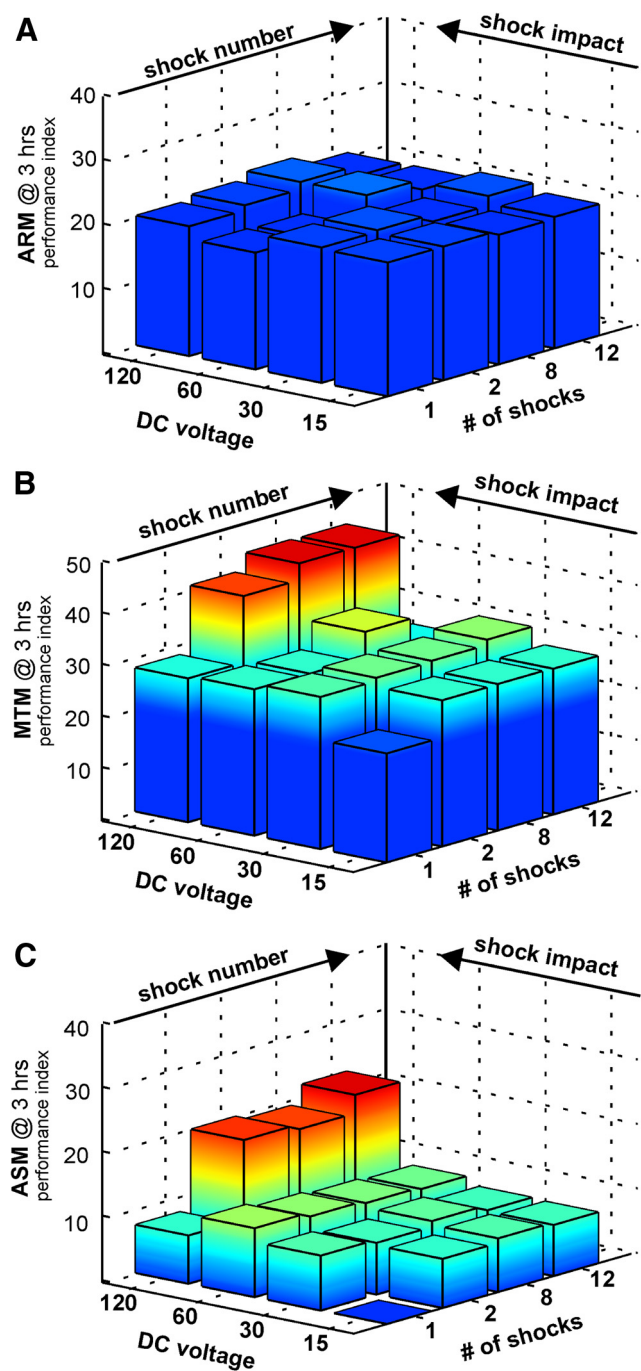 A
shock number
shock impact
40
30
20
10
ARM @ 3 hrs
performance index
120
60
30
15
DC voltage
1
2
8
12
# of shocks
B
shock number
shock impact
50
40
30
20
10
MTM @ 3 hrs
performance index
120
60
30
15
DC voltage
1
2
8
12
# of shocks
C
shock number
shock impact
40
30
20
10
ASM @ 3 hrs
performance index
120
60
30
15
DC voltage
1
2
8
12
# of shocks